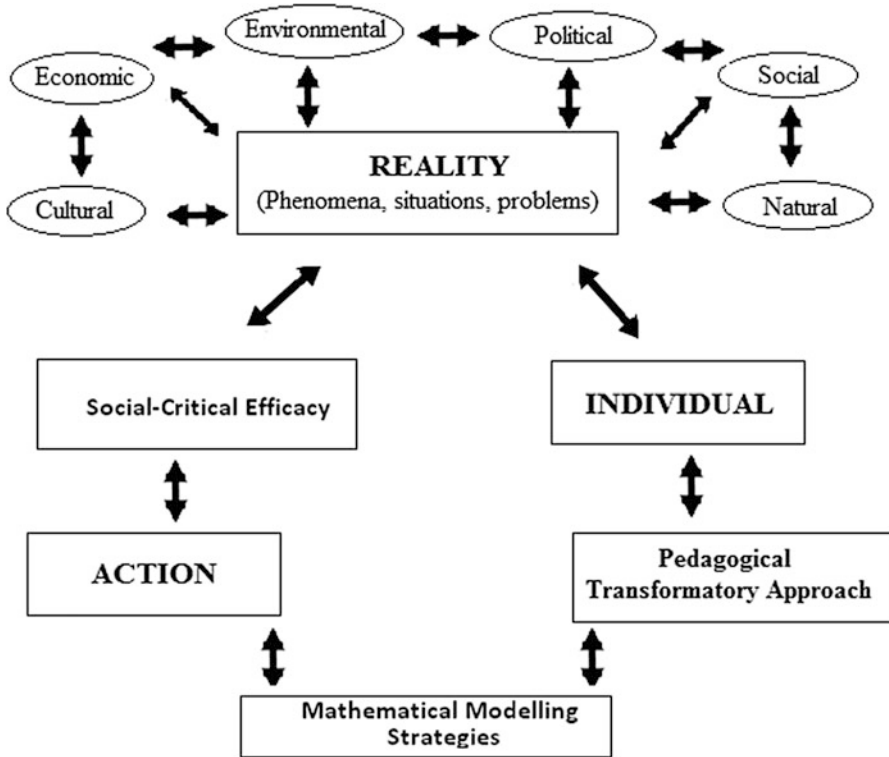 Environmental
Political
Economic
Social
REALITY
(Phenomena, situations, problems)
Cultural
Natural
Social-Critical Efficacy
INDIVIDUAL
ACTION
Pedagogical
Transformatory Approach
Mathematical Modelling
Strategies